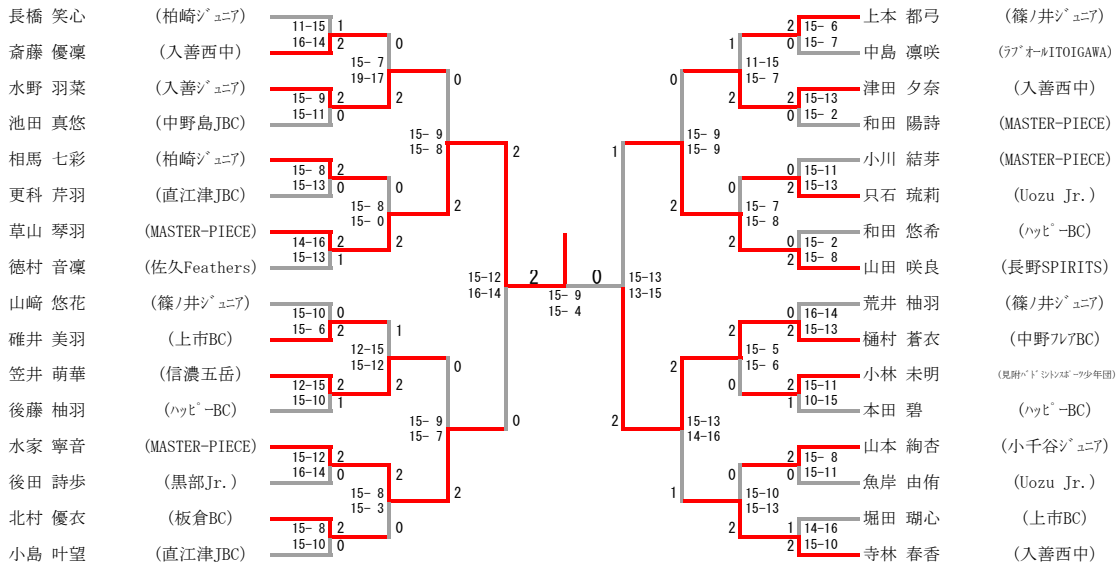 長橋 笑心 (柏崎ｼﾞｭﾆｱ)
11-15 1
16-14 2
斎藤 優凜 (入善西中)
0
15- 7
19-17
2
水野 羽菜 (入善ｼﾞｭﾆｱ)
15- 9 2
15-11 0
池田 真悠 (中野島JBC)
0
15- 9
15- 8
2
相馬 七彩 (柏崎ｼﾞｭﾆｱ)
15- 8 2
15-13 0
更科 芹羽 (直江津JBC)
0
15- 8
15- 0
2
草山 琴羽 (MASTER-PIECE)
14-16 2
15-13 1
徳村 音凜 (佐久Feathers)
2
15-12
16-14
0
山﨑 悠花 (篠ﾉ井ｼﾞｭﾆｱ)
15-10 0
15- 6 2
碓井 美羽 (上市BC)
1
12-15
15-12
2
笠井 萌華 (信濃五岳)
12-15 2
15-10 1
後藤 柚羽 (ﾊｯﾋﾟｰBC)
0
15- 9
15- 7
2
水家 寧音 (MASTER-PIECE)
15-12 2
16-14 0
後田 詩歩 (黒部Jr.)
2
15- 8
15- 3
0
北村 優衣 (板倉BC)
15- 8 2
15-10 0
小島 叶望 (直江津JBC)
2 0
15- 9
15- 4
上本 都弓 (篠ﾉ井ｼﾞｭﾆｱ)
2 15- 6
0 15- 7
中島 凛咲 (ﾗﾌﾞｵｰﾙITOIGAWA)
1
11-15
15- 7
2
津田 夕奈 (入善西中)
2 15-13
0 15- 2
和田 陽詩 (MASTER-PIECE)
0
15- 9
15- 9
2
小川 結芽 (MASTER-PIECE)
0 15-11
2 15-13
只石 琉莉 (Uozu Jr.)
0
15- 7
15- 8
2
和田 悠希 (ﾊｯﾋﾟｰBC)
0 15- 2
2 15- 8
山田 咲良 (長野SPIRITS)
1
15-13
13-15
2
荒井 柚羽 (篠ﾉ井ｼﾞｭﾆｱ)
0 16-14
2 15-13
樋村 蒼衣 (中野ﾌﾚｱBC)
2
15- 5
15- 6
0
小林 未明 (見附ﾊﾞﾄﾞﾐﾝﾄﾝｽﾎﾟｰﾂ少年団)
2 15-11
1 10-15
本田 碧 (ﾊｯﾋﾟｰBC)
2
15-13
14-16
1
山本 絢杏 (小千谷ｼﾞｭﾆｱ)
2 15- 8
0 15-11
魚岸 由侑 (Uozu Jr.)
0
15-10
15-13
2
堀田 瑚心 (上市BC)
1 14-16
2 15-10
寺林 春香 (入善西中)